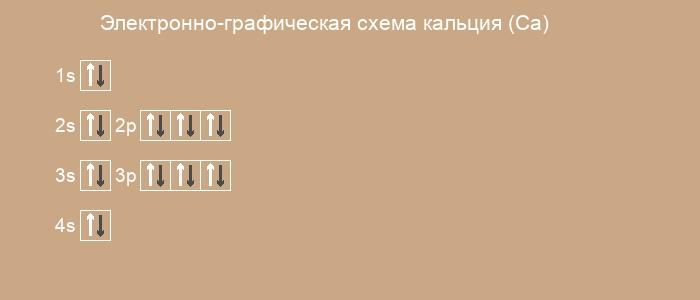 Электронно-графическая схема кальция (Ca)
1s
2s 2p
3s 3p
4s